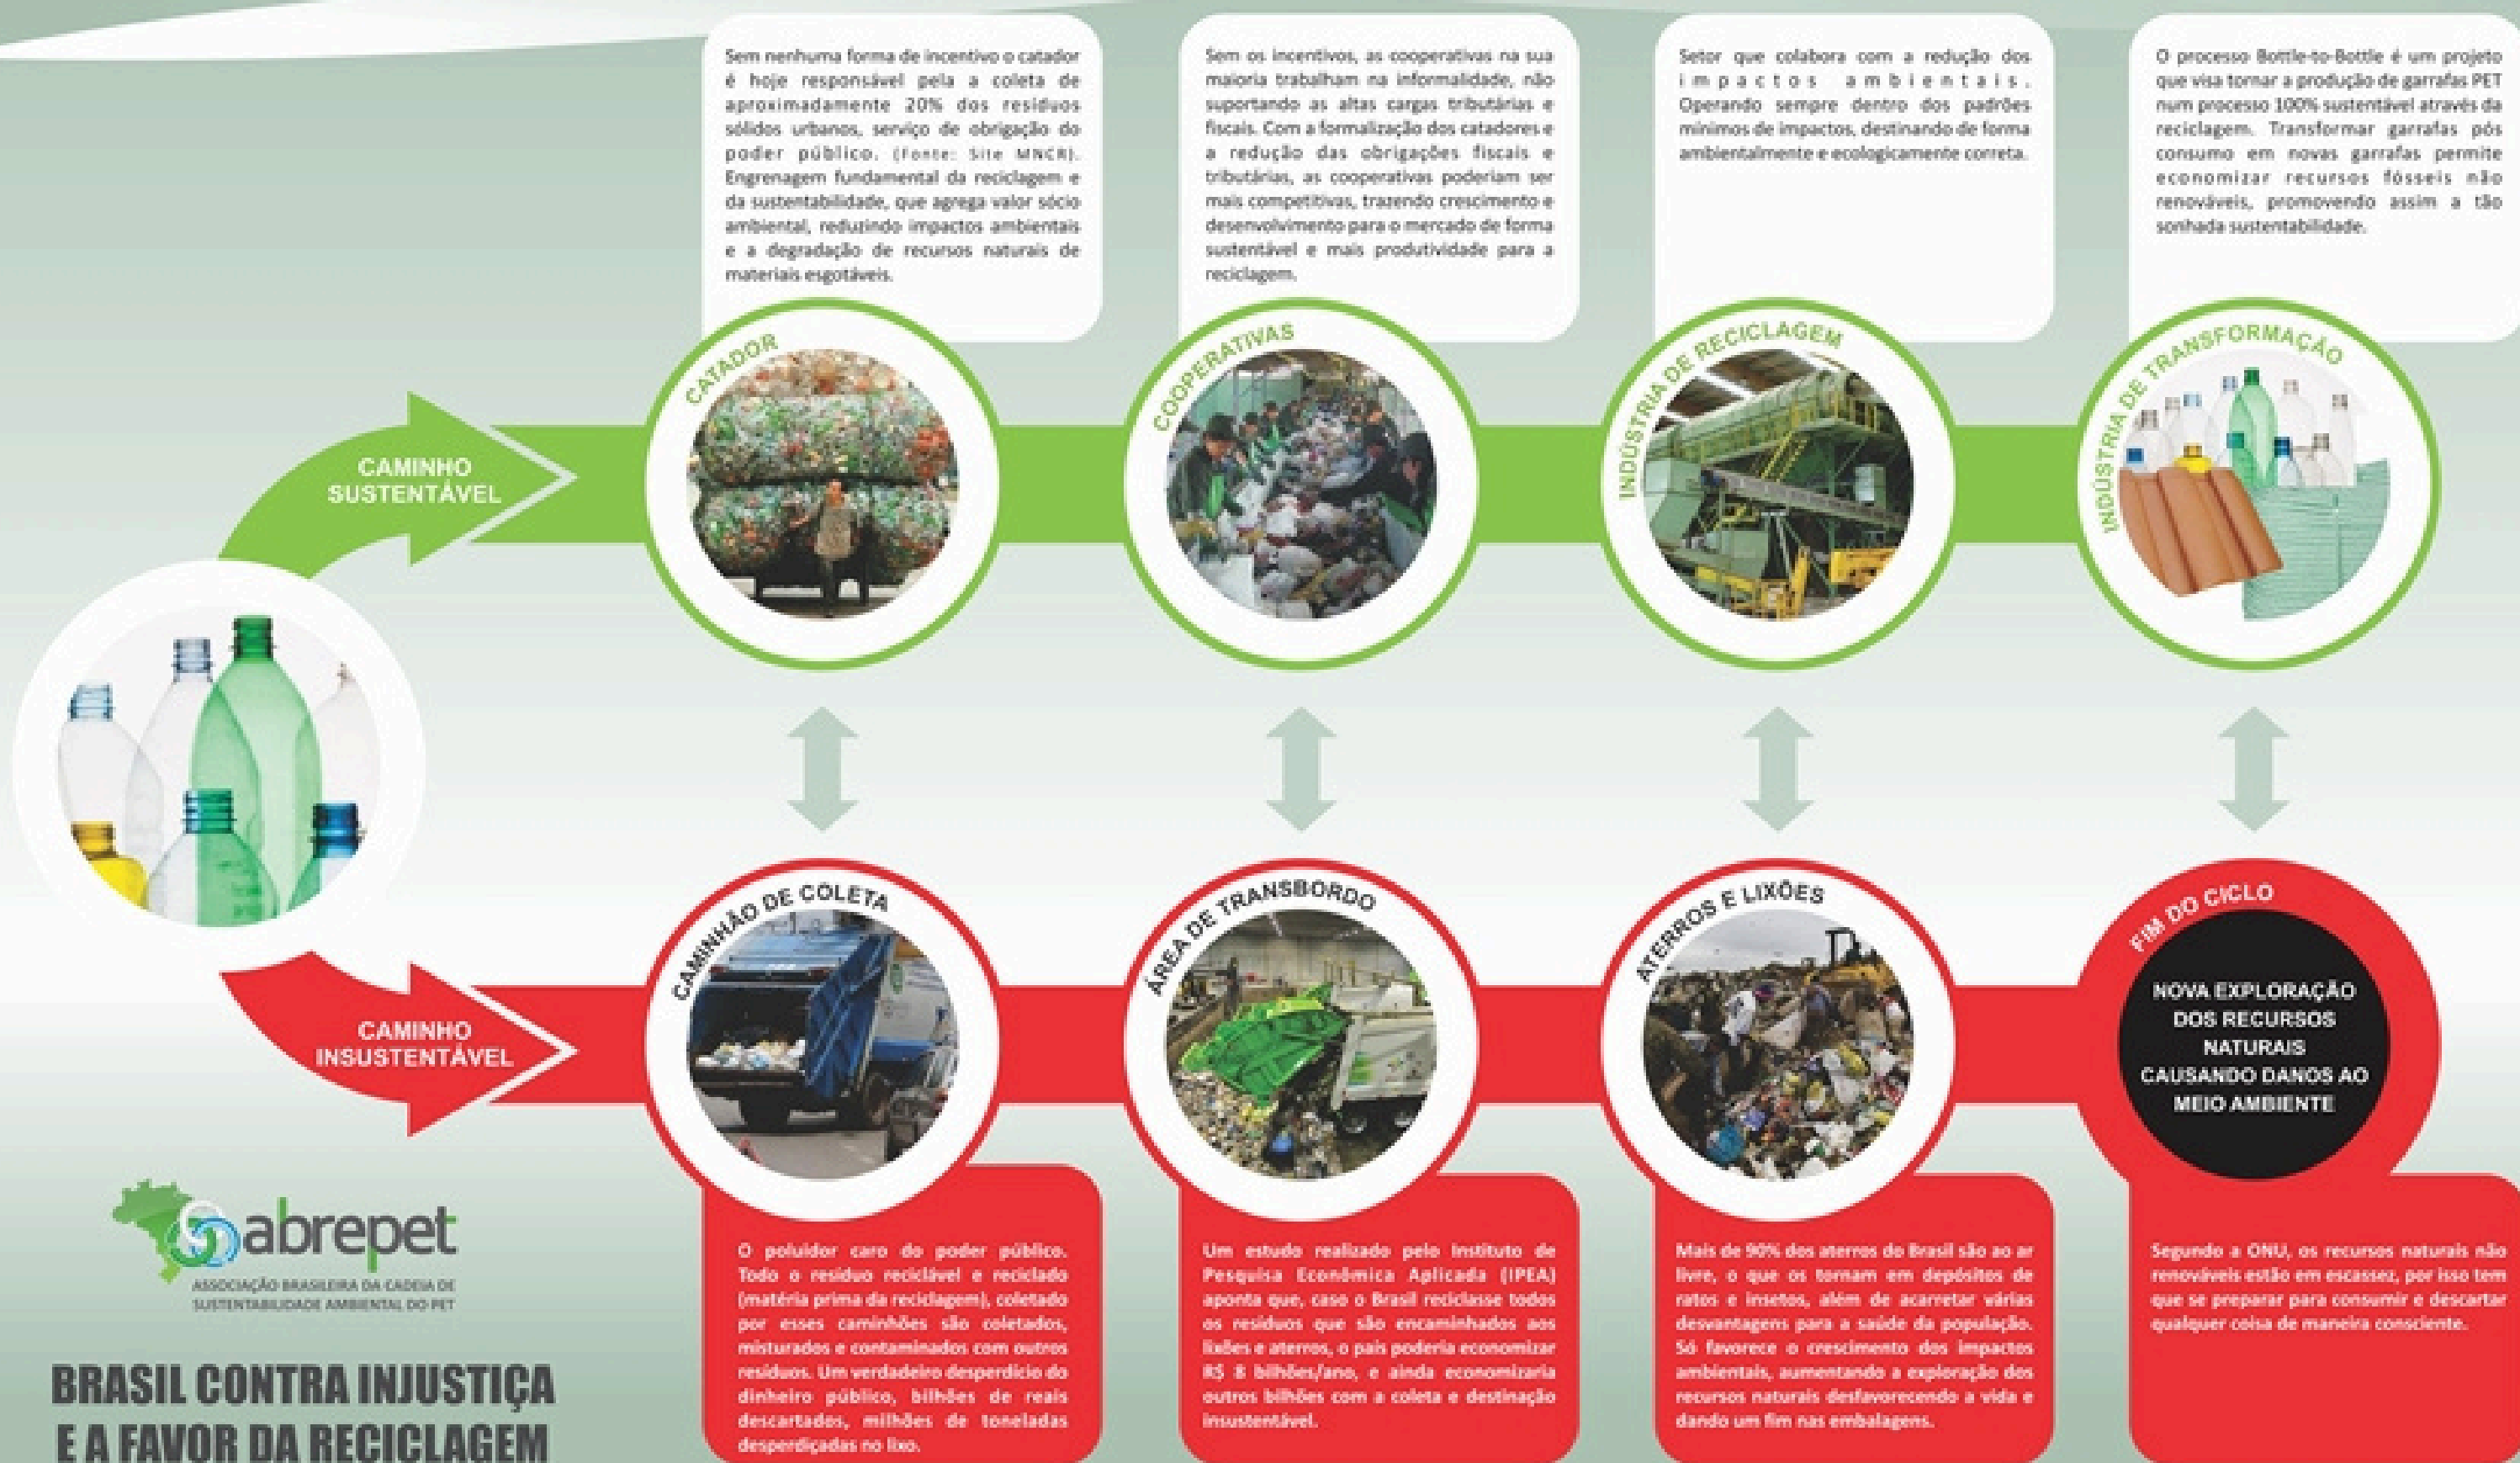 Sem nenhuma forma de incentivo o catador
é hoje responsável pela a coleta de
aproximadamente 20% dos resíduos
sólidos urbanos, serviço de obrigação do
poder público. (Fonte: Site MNCR).
Engrenagem fundamental da reciclagem e
da sustentabilidade, que agrega valor sócio
ambiental, reduzindo impactos ambientais
e a degradação de recursos naturais de
materiais esgotáveis.
Sem os incentivos, as cooperativas na sua
maioria trabalham na informalidade, não
suportando as altas cargas tributárias e
fiscais. Com a formalização dos catadores e
a redução das obrigações fiscais e
tributárias, as cooperativas poderiam ser
mais competitivas, trazendo crescimento e
desenvolvimento para o mercado de forma
sustentável e mais produtividade para a
reciclagem.
Setor que colabora com a redução dos
impactos ambientais.
Operando sempre dentro dos padrões
mínimos de impactos, destinando de forma
ambientalmente e ecologicamente correta.
O processo Bottle-to-Bottle é um projeto
que visa tornar a produção de garrafas PET
num processo 100% sustentável através da
reciclagem. Transformar garrafas pós
consumo em novas garrafas permite
economizar recursos fósseis não
renováveis, promovendo assim a tão
sonhada sustentabilidade.
CATADOR
COOPERATIVAS
INDÚSTRIA DE RECICLAGEM
INDÚSTRIA DE TRANSFORMAÇÃO
CAMINHO
SUSTENTÁVEL
CAMINHO
INSUSTENTÁVEL
CAMINHÃO DE COLETA
ÁREA DE TRANSBORDO
ATERROS E LIXÕES
FIM DO CICLO
NOVA EXPLORAÇÃO
DOS RECURSOS
NATURAIS
CAUSANDO DANOS AO
MEIO AMBIENTE
O poluidor caro do poder público.
Todo o resíduo reciclável e reciclado
(matéria prima da reciclagem), coletado
por esses caminhões são coletados,
misturados e contaminados com outros
resíduos. Um verdadeiro desperdício do
dinheiro público, bilhões de reais
descartados, milhões de toneladas
desperdiçadas no lixo.
Um estudo realizado pelo Instituto de
Pesquisa Econômica Aplicada (IPEA)
aponta que, caso o Brasil reciclasse todos
os resíduos que são encaminhados aos
lixões e aterros, o país poderia economizar
R$ 8 bilhões/ano, e ainda economizaria
outros bilhões com a coleta e destinação
insustentável.
Mais de 90% dos aterros do Brasil são ao ar
livre, o que os tornam em depósitos de
ratos e insetos, além de acarretar várias
desvantagens para a saúde da população.
Só favorece o crescimento dos impactos
ambientais, aumentando a exploração dos
recursos naturais desfavorecendo a vida e
dando um fim nas embalagens.
Segundo a ONU, os recursos naturais não
renováveis estão em escassez, por isso tem
que se preparar para consumir e descartar
qualquer coisa de maneira consciente.
abrepet
ASSOCIAÇÃO BRASILEIRA DA CADEIA DE
SUSTENTABILIDADE AMBIENTAL DO PET
BRASIL CONTRA INJUSTIÇA
E A FAVOR DA RECICLAGEM